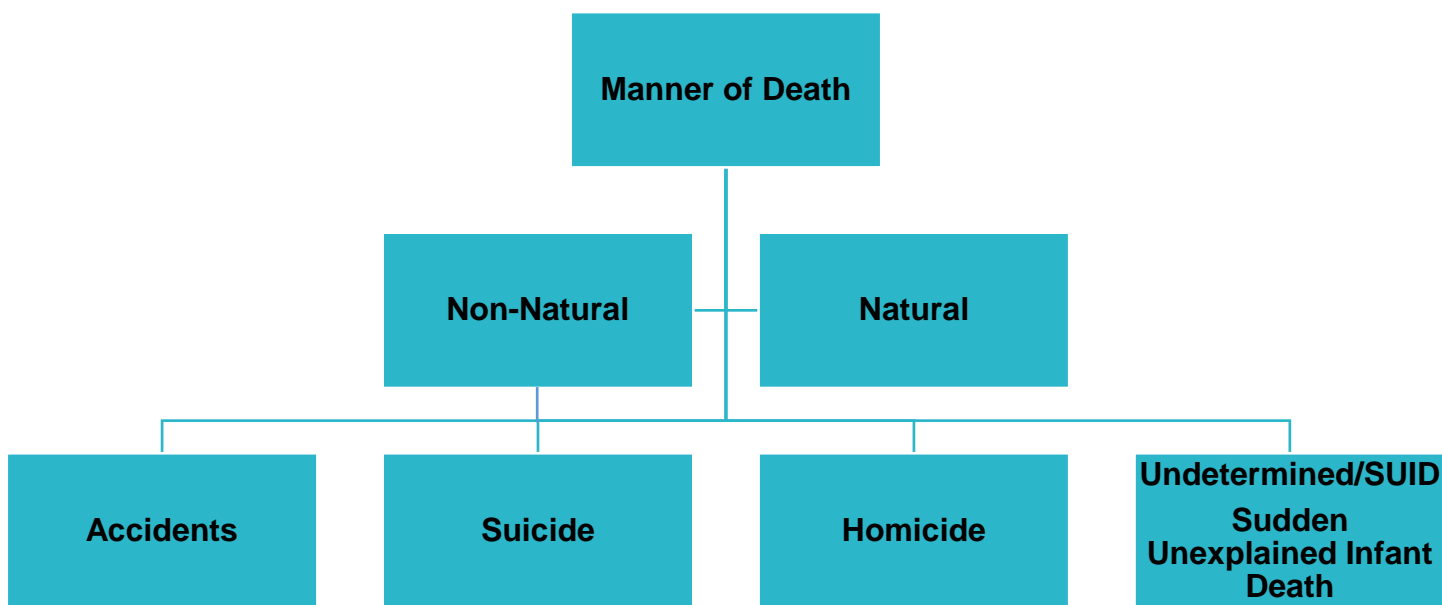 Manner of Death
Non-Natural
Natural
Accidents
Suicide
Homicide
Undetermined/SUID
Sudden
Unexplained Infant
Death